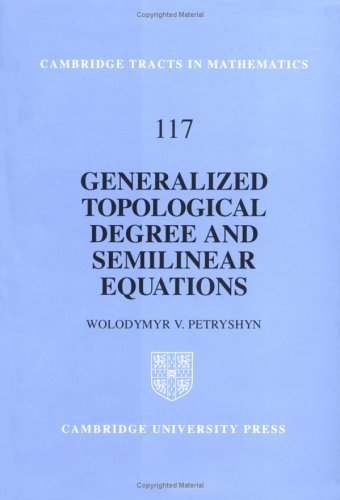 Copyrighted Material
CAMBRIDGE TRACTS IN MATHEMATICS
117
GENERALIZED
TOPOLOGICAL
DEGREE AND
SEMILINEAR
EQUATIONS
WOLODYMYR V. PETRYSHYN
CAMBRIDGE UNIVERSITY PRESS
Copyrighted Material